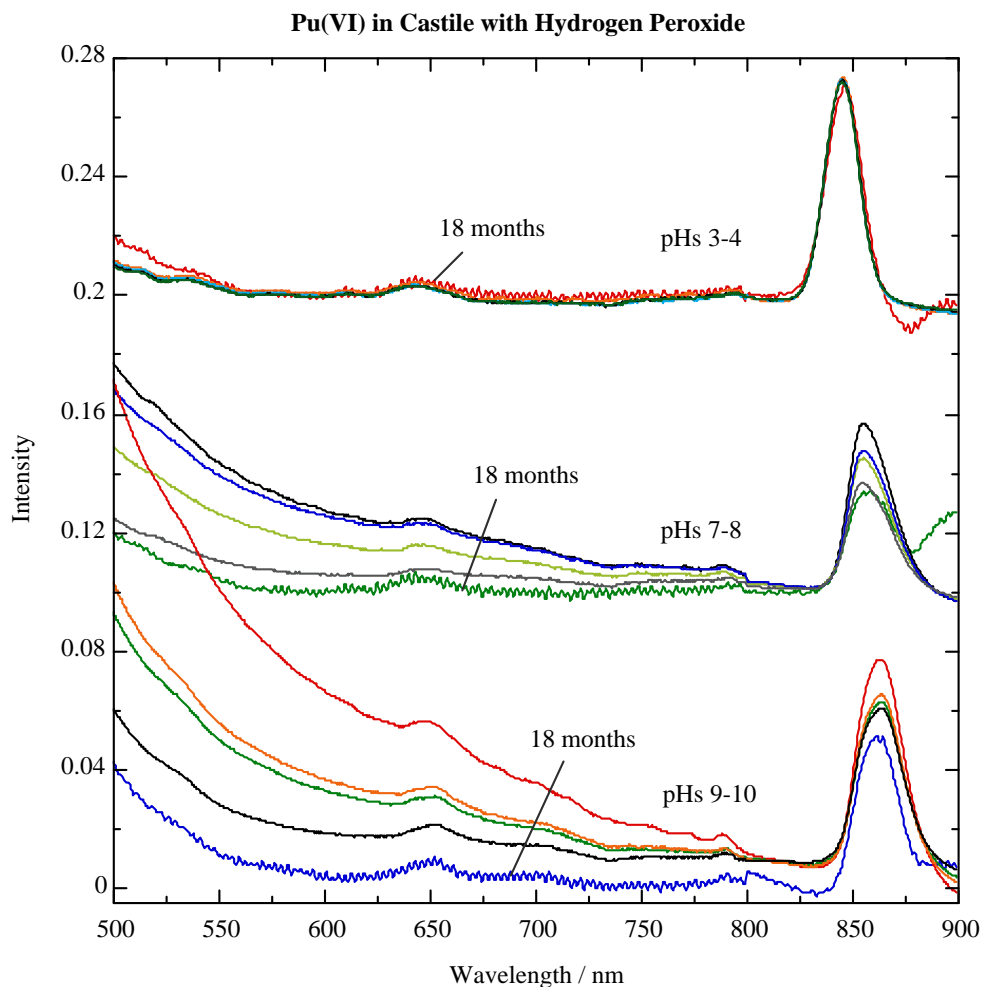 Pu(VI) in Castile with Hydrogen Peroxide
0.28
0.24
18 months
pHs 3-4
0.2
0.16
18 months
Intensity
0.12
pHs 7-8
0.08
18 months
0.04
pHs 9-10
0
500 550 600 650 700 750 800 850 900
Wavelength / nm